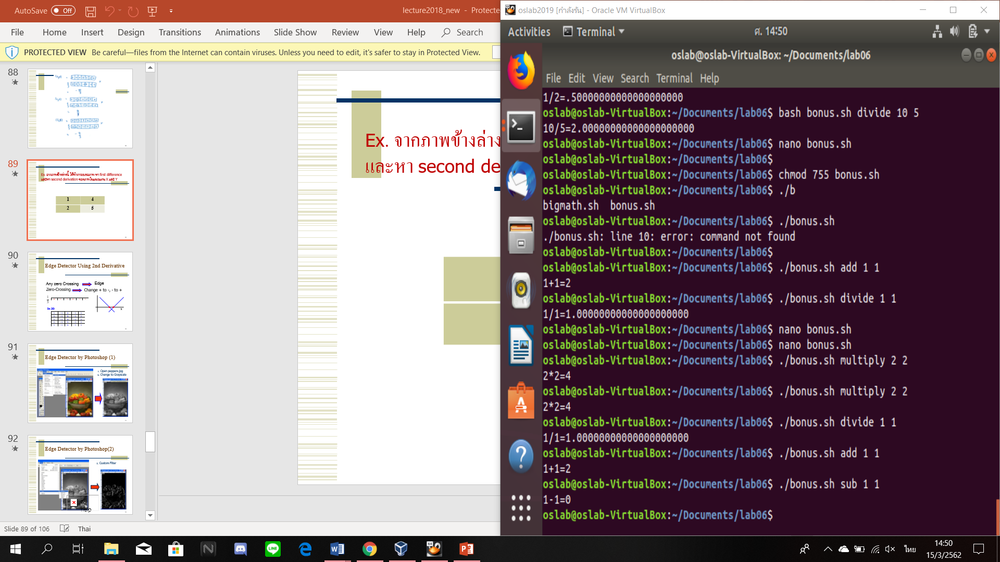 AutoSave Off
lecture2018_new - Protecte
File Home Insert Design Transitions Animations Slide Show Review View Help Search
PROTECTED VIEW Be careful—files from the Internet can contain viruses. Unless you need to edit, it's safer to stay in Protected View.
88
89
Ex. จากภาพข้างล่างนี้ first difference
และหา second derivation ของภาพในแนวแกน X และ Y
1 4
2 5
90
Edge Detector Using 2nd Derivative
Any zero Crossing Edge
Zero-Crossing Change + to -, - to +
In 2D
x
91
Edge Detector by Photoshop (1)
1. Open peppers.jpg
2. Change to Grayscale
92
Edge Detector by Photoshop(2)
1. Custom Filter
To
help
Ex. จากภาพข้างล่าง
และหา second de
Slide 89 of 106 Thai
oslab2019 [กำลังรัน] - Oracle VM VirtualBox
Activities Terminal ศ. 14:50
oslab@oslab-VirtualBox: ~/Documents/lab06
File Edit View Search Terminal Help
1/2=.50000000000000000000
oslab@oslab-VirtualBox:~/Documents/lab06$ bash bonus.sh divide 10 5
10/5=2.00000000000000000000
oslab@oslab-VirtualBox:~/Documents/lab06$ nano bonus.sh
oslab@oslab-VirtualBox:~/Documents/lab06$
oslab@oslab-VirtualBox:~/Documents/lab06$ chmod 755 bonus.sh
oslab@oslab-VirtualBox:~/Documents/lab06$ ./b
bigmath.sh bonus.sh
oslab@oslab-VirtualBox:~/Documents/lab06$ ./bonus.sh
./bonus.sh: line 10: error: command not found
oslab@oslab-VirtualBox:~/Documents/lab06$
oslab@oslab-VirtualBox:~/Documents/lab06$ ./bonus.sh add 1 1
1+1=2
oslab@oslab-VirtualBox:~/Documents/lab06$ ./bonus.sh divide 1 1
1/1=1.00000000000000000000
oslab@oslab-VirtualBox:~/Documents/lab06$ nano bonus.sh
oslab@oslab-VirtualBox:~/Documents/lab06$ nano bonus.sh
oslab@oslab-VirtualBox:~/Documents/lab06$ ./bonus.sh multiply 2 2
2*2=4
oslab@oslab-VirtualBox:~/Documents/lab06$ ./bonus.sh multiply 2 2
2*2=4
oslab@oslab-VirtualBox:~/Documents/lab06$ ./bonus.sh divide 1 1
1/1=1.00000000000000000000
oslab@oslab-VirtualBox:~/Documents/lab06$ ./bonus.sh add 1 1
1+1=2
oslab@oslab-VirtualBox:~/Documents/lab06$ ./bonus.sh sub 1 1
1-1=0
oslab@oslab-VirtualBox:~/Documents/lab06$
ไทย
14:50
15/3/2562